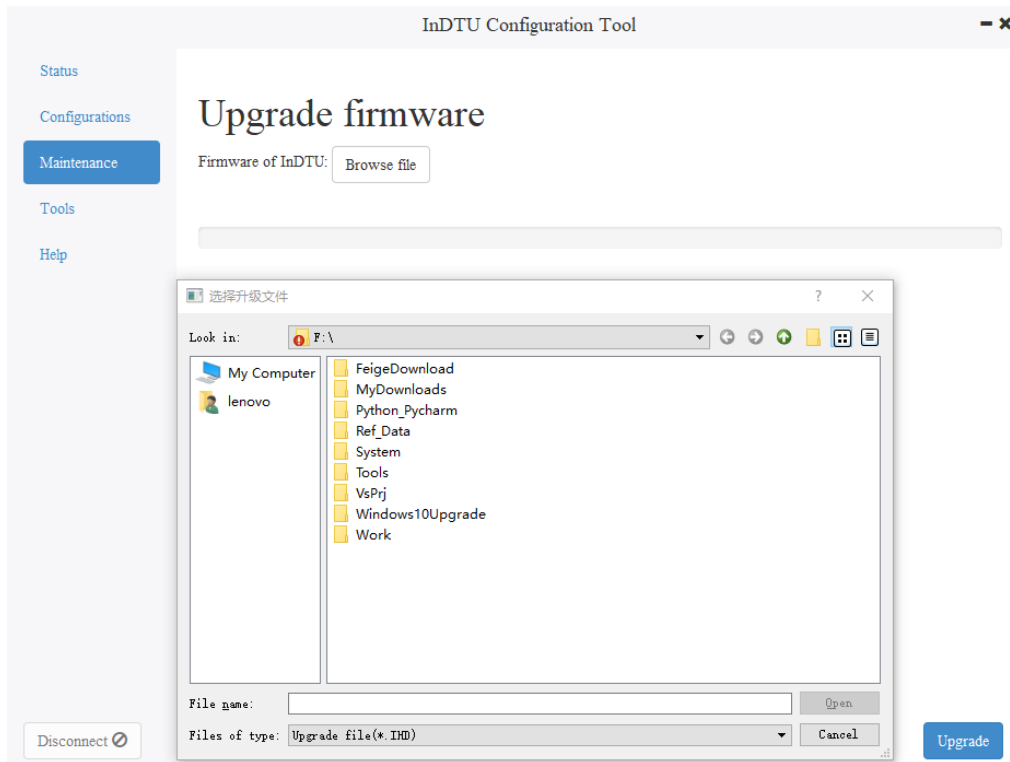 InDTU Configuration Tool
Status
Configurations
Maintenance
Tools
Help
Upgrade firmware
Firmware of InDTU: Browse file
选择升级文件
Look in: F:\
My Computer
lenovo
FeigeDownload
MyDownloads
Python_Pycharm
Ref_Data
System
Tools
VsPrj
Windows10Upgrade
Work
File name: Open
Files of type: Upgrade file(*.IHD) Cancel
Disconnect
Upgrade